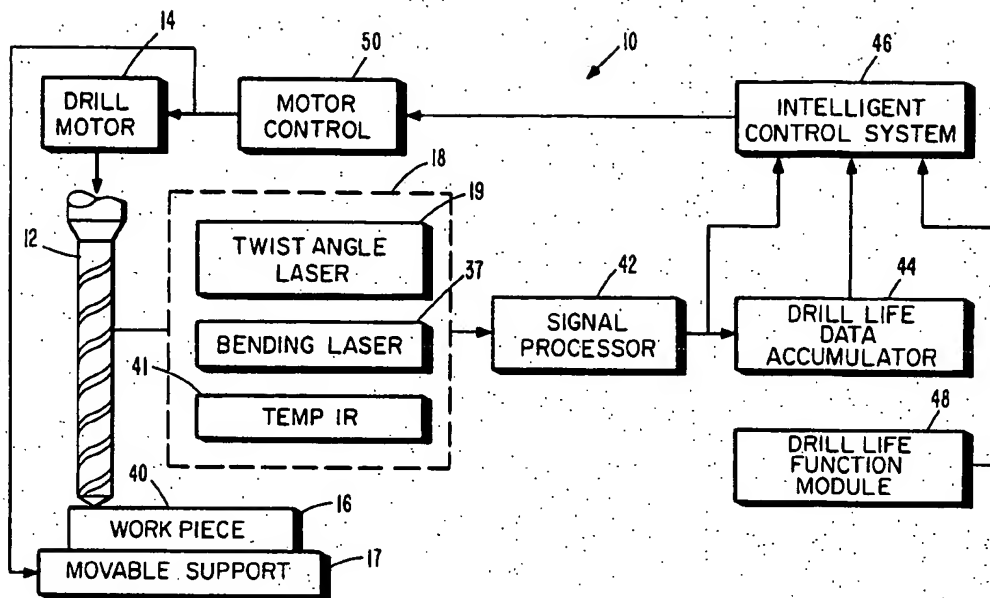 14
50
10
46
DRILL
MOTOR
MOTOR
CONTROL
INTELLIGENT
CONTROL SYSTEM
18
19
12
TWIST ANGLE
LASER
37
42
44
BENDING LASER
SIGNAL
PROCESSOR
DRILL LIFE
DATA
ACCUMULATOR
41
TEMP IR
48
DRILL LIFE
FUNCTION
MODULE
40
16
WORK PIECE
MOVABLE SUPPORT
17